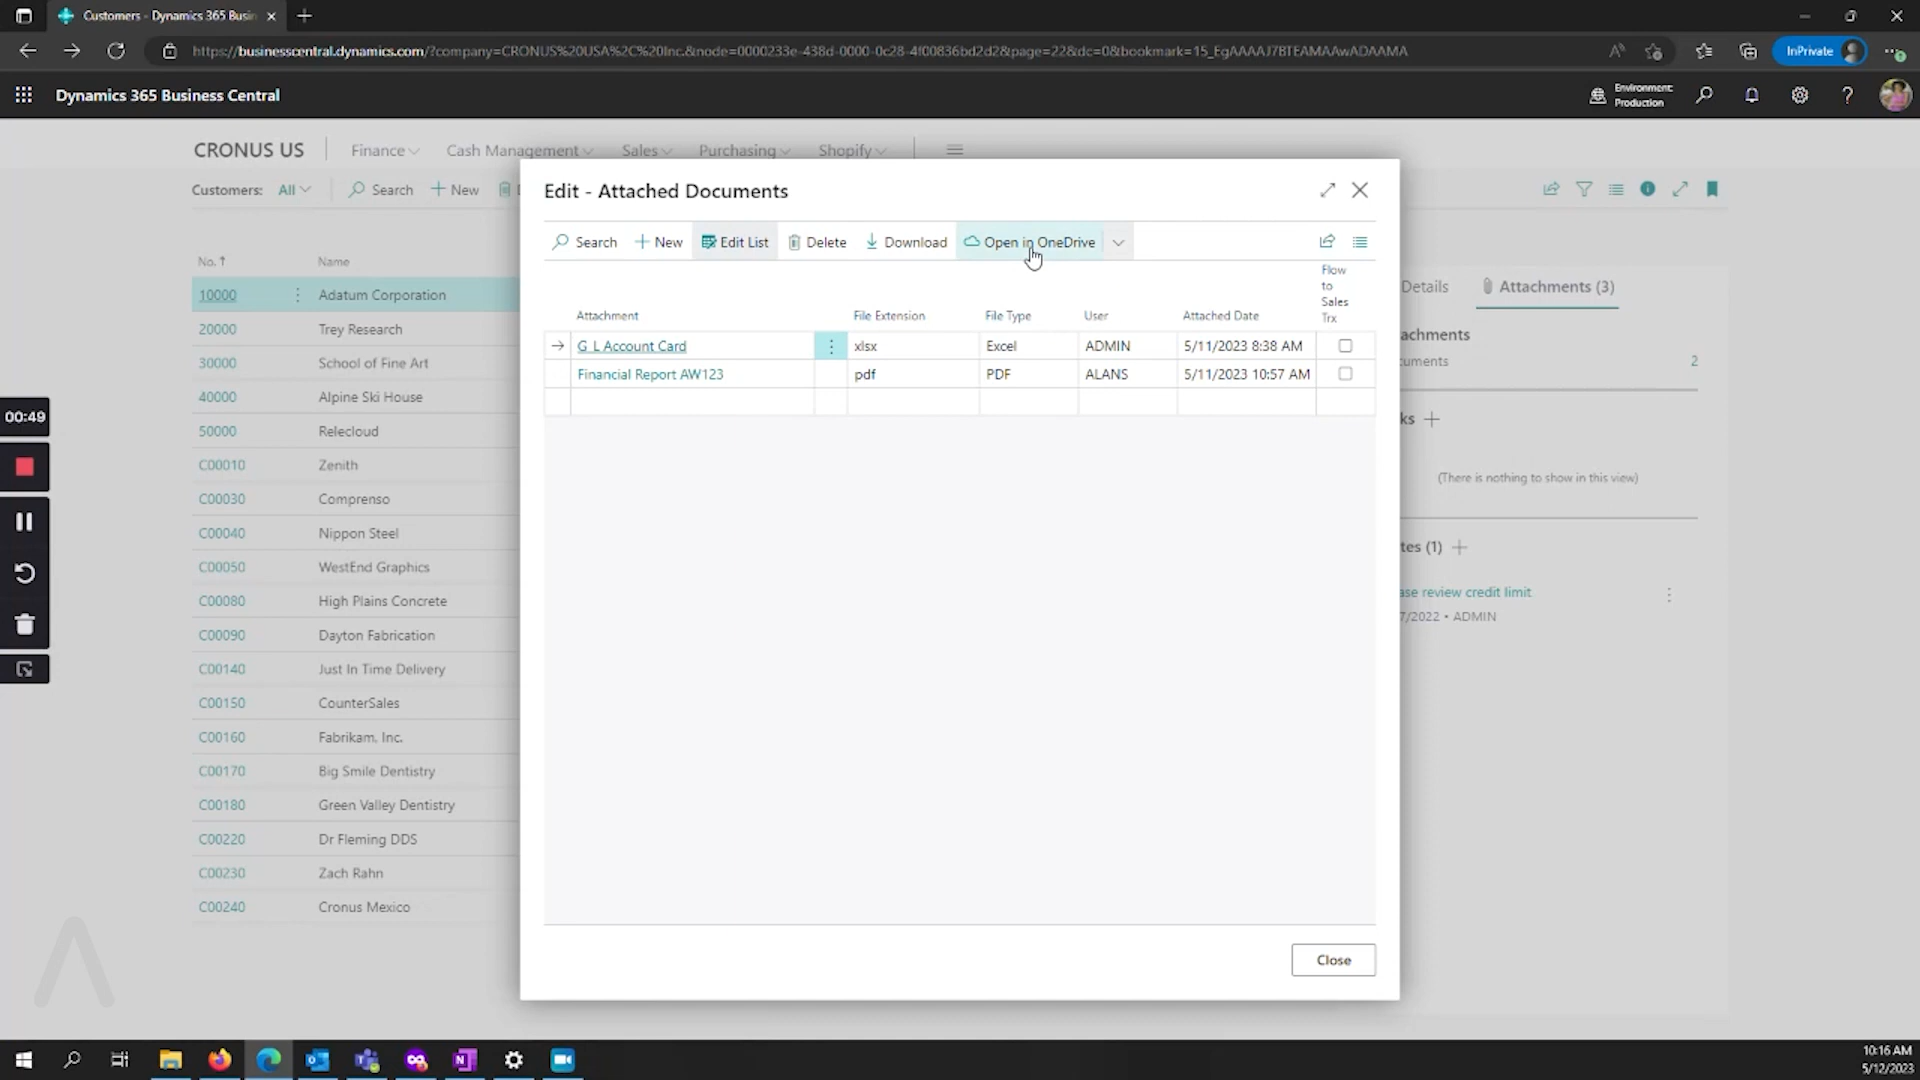 Customers - Dynamics 365 Busin
https://businesscentral.dynamics.com/?company=CRONUS%20USA%2C%20Inc.&node=0000233e-438d-0000-0c28-4f00836bd2d2&page=22&dc=0&bookmark=15_EgAAAAJ7BTEAMAAwADAAMA
InPrivate
Dynamics 365 Business Central
Environment:
Production
CRONUS US
Finance
Cash Management
Sales
Purchasing
Shopify
Customers: All
Search
New
Edit - Attached Documents
Search
New
Edit List
Delete
Download
Open in OneDrive
Flow
to
Sales
Trx
Attachment
File Extension
File Type
User
Attached Date
G_L Account Card
xlsx
Excel
ADMIN
5/11/2023 8:38 AM
Financial Report AW123
pdf
PDF
ALANS
5/11/2023 10:57 AM
Close
No. ↑
Name
10000
Adatum Corporation
20000
Trey Research
30000
School of Fine Art
40000
Alpine Ski House
50000
Relecloud
C00010
Zenith
C00030
Comprenso
C00040
Nippon Steel
C00050
WestEnd Graphics
C00080
High Plains Concrete
C00090
Dayton Fabrication
C00140
Just In Time Delivery
C00150
CounterSales
C00160
Fabrikam, Inc.
C00170
Big Smile Dentistry
C00180
Green Valley Dentistry
C00220
Dr Fleming DDS
C00230
Zach Rahn
C00240
Cronus Mexico
Details
Attachments (3)
achments
cuments
2
ks
(There is nothing to show in this view)
tes (1)
ase review credit limit
7/2022 • ADMIN
00:49
10:16 AM
5/12/2023